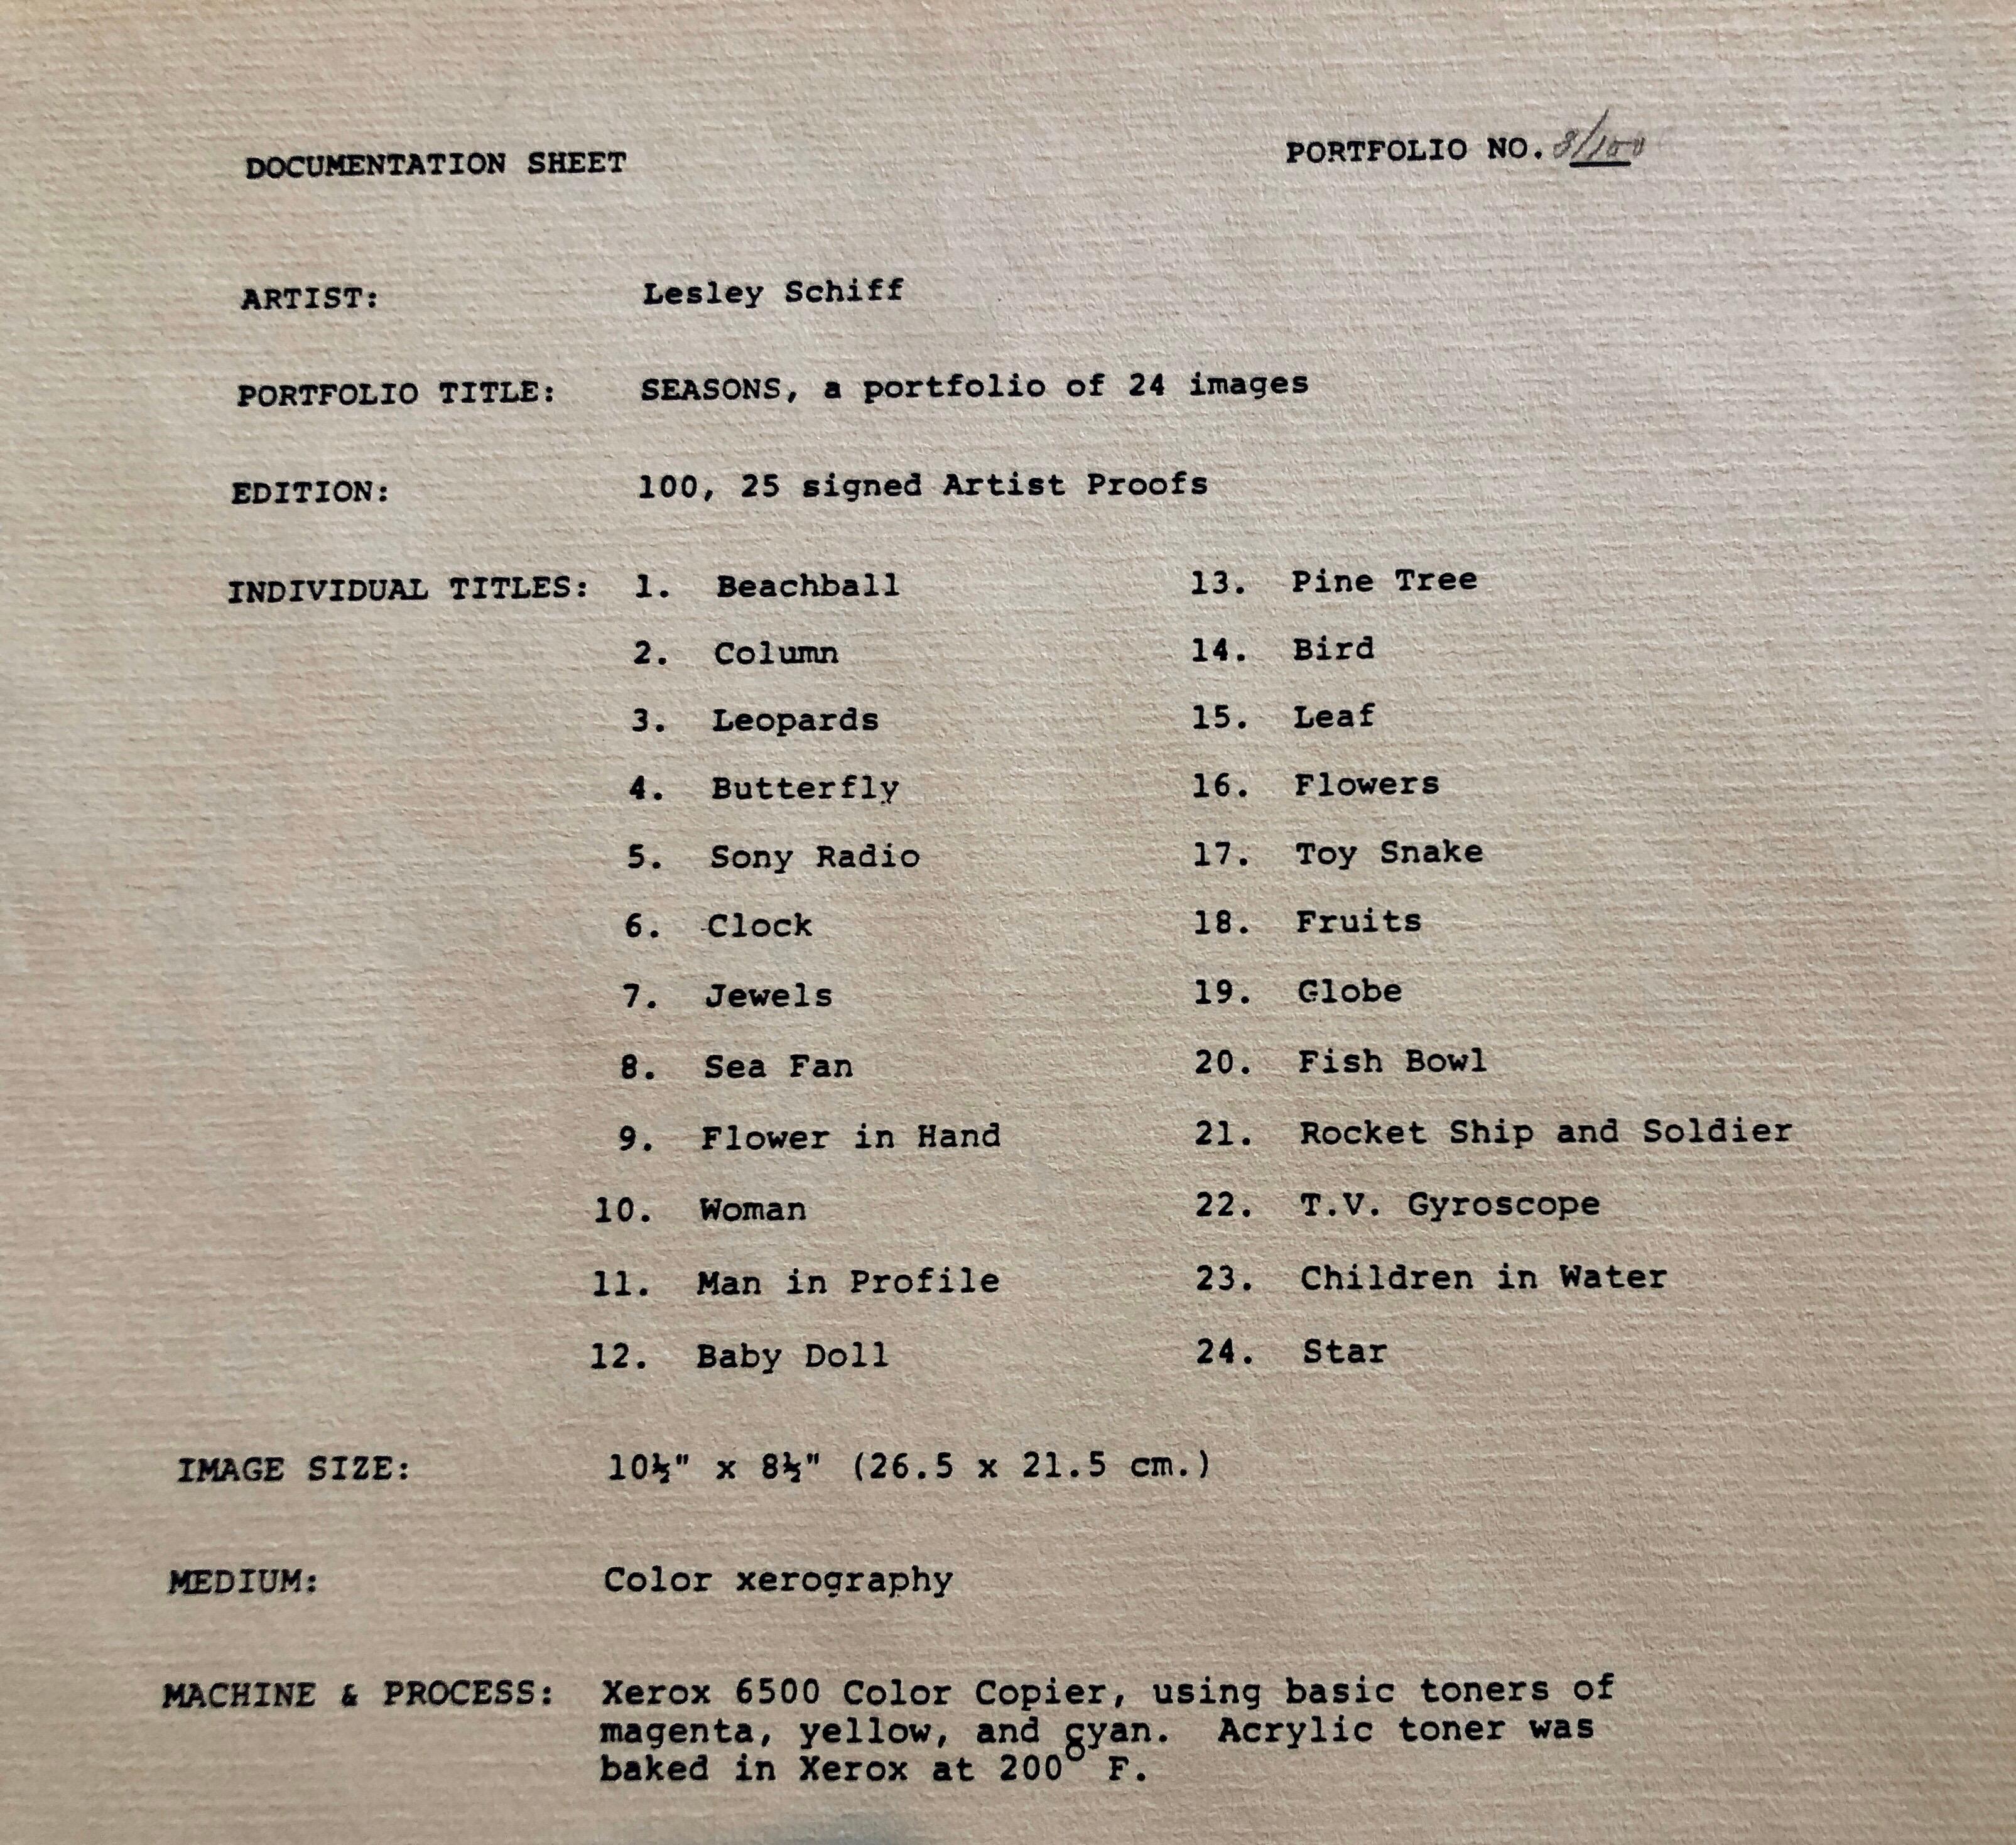 DOCUMENTATION SHEET PORTFOLIO NO. 8/100
ARTIST: Lesley Schiff
PORTFOLIO TITLE: SEASONS, a portfolio of 24 images
EDITION: 100, 25 signed Artist Proofs
INDIVIDUAL TITLES: 1. Beachball 13. Pine Tree
2. Column 14. Bird
3. Leopards 15. Leaf
4. Butterfly 16. Flowers
5. Sony Radio 17. Toy Snake
6. Clock 18. Fruits
7. Jewels 19. Globe
8. Sea Fan 20. Fish Bowl
9. Flower in Hand 21. Rocket Ship and Soldier
10. Woman 22. T.V. Gyroscope
11. Man in Profile 23. Children in Water
12. Baby Doll 24. Star
IMAGE SIZE: 10½" x 8½" (26.5 x 21.5 cm.)
MEDIUM: Color xerography
MACHINE & PROCESS: Xerox 6500 Color Copier, using basic toners of
magenta, yellow, and cyan. Acrylic toner was
baked in Xerox at 200° F.